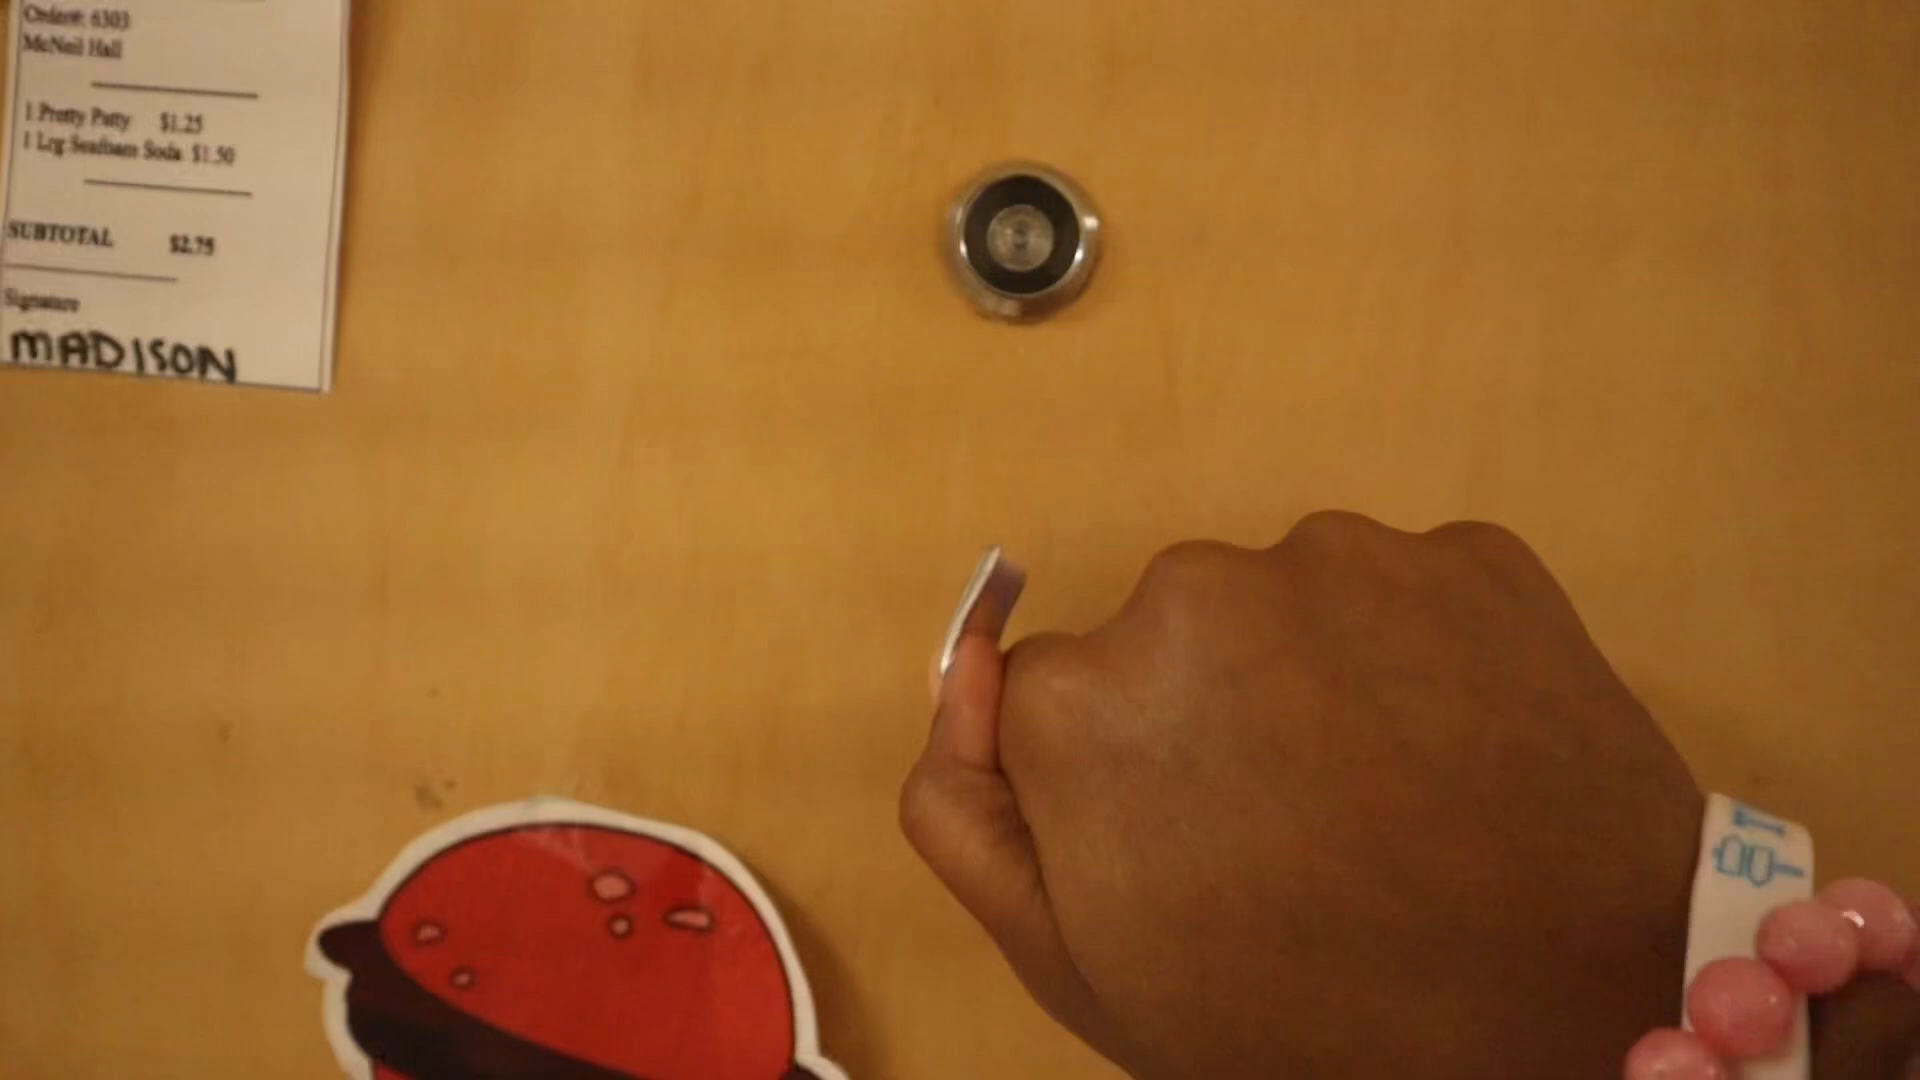 Order#: 6303
McNeil Hall
1 Pretty Patty $1.25
1 Lrg Seafoam Soda $1.50
SUBTOTAL $2.75
Signature
MADISON